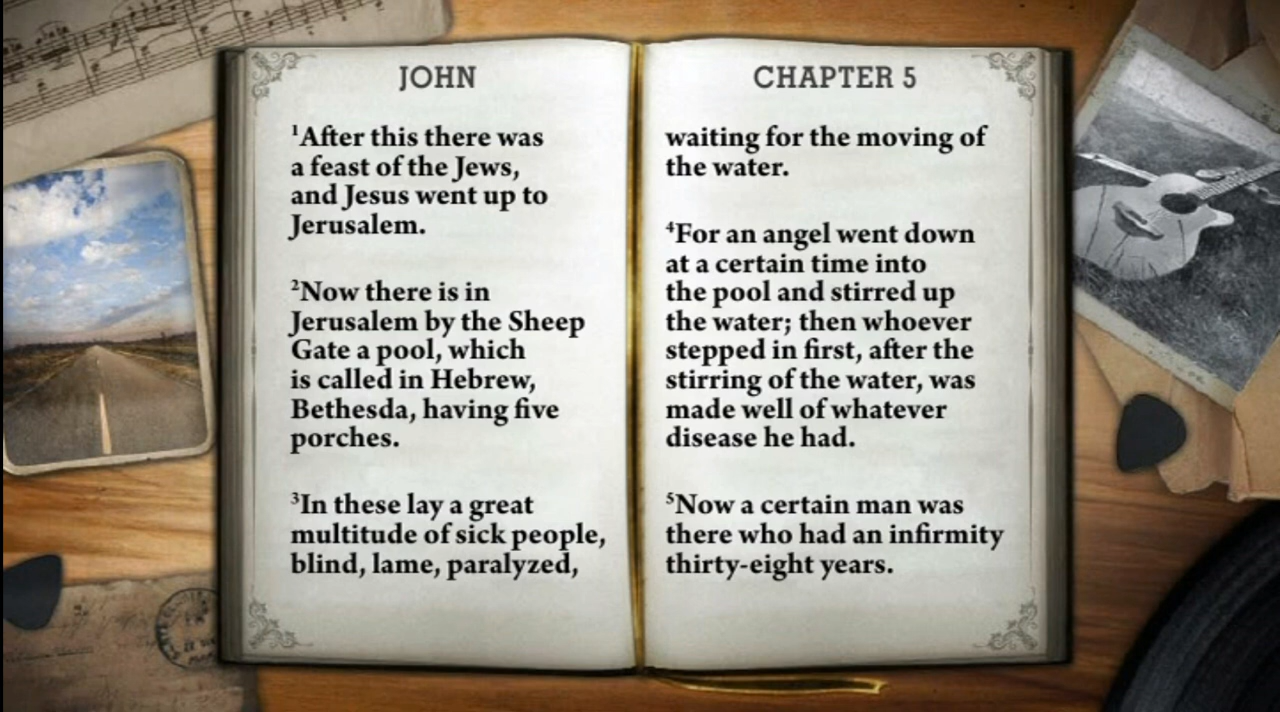 JOHN
¹After this there was
a feast of the Jews,
and Jesus went up to
Jerusalem.
²Now there is in
Jerusalem by the Sheep
Gate a pool, which
is called in Hebrew,
Bethesda, having five
porches.
³In these lay a great
multitude of sick people,
blind, lame, paralyzed,
CHAPTER 5
waiting for the moving of
the water.
⁴For an angel went down
at a certain time into
the pool and stirred up
the water; then whoever
stepped in first, after the
stirring of the water, was
made well of whatever
disease he had.
⁵Now a certain man was
there who had an infirmity
thirty-eight years.